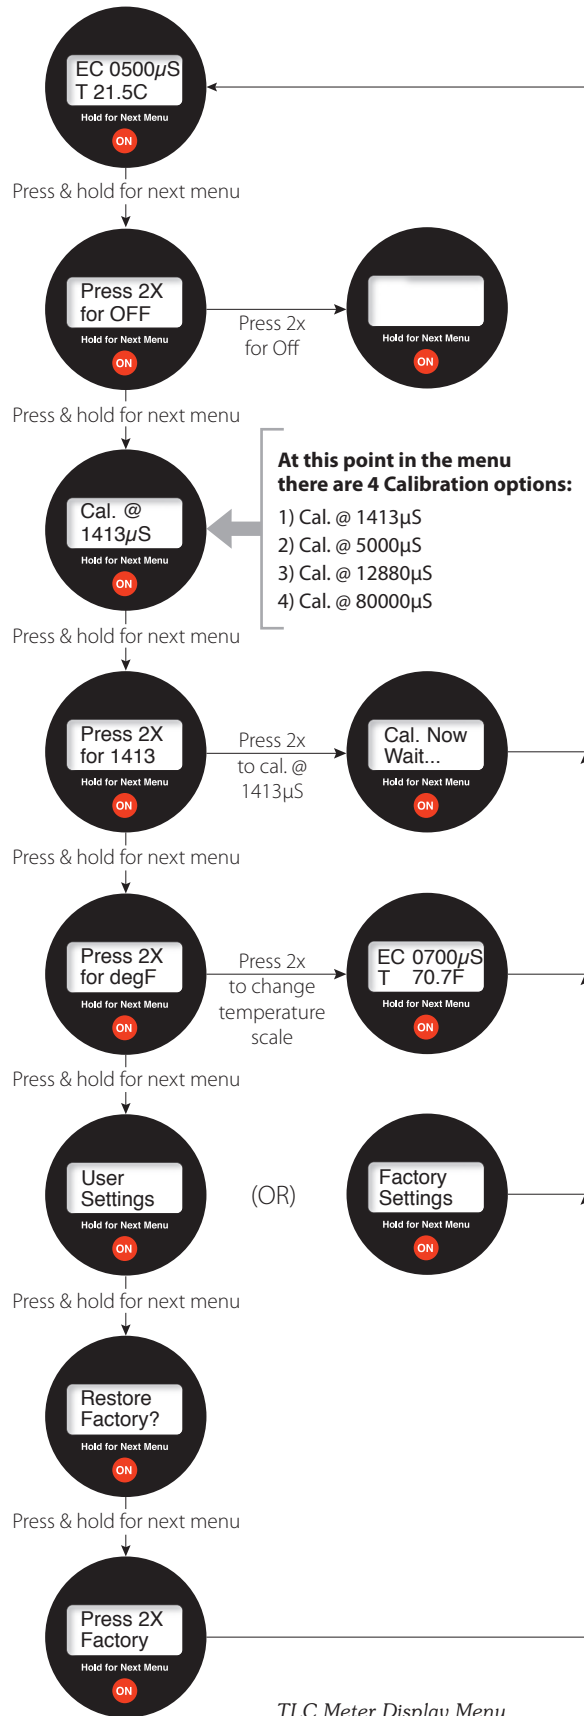 EC 0500µS
T 21.5C
Hold for Next Menu
ON
Press & hold for next menu
Press 2X
for OFF
Hold for Next Menu
ON
Press 2x
for Off
Hold for Next Menu
ON
Press & hold for next menu
Cal. @
1413µS
Hold for Next Menu
ON
At this point in the menu
there are 4 Calibration options:
1) Cal. @ 1413µS
2) Cal. @ 5000µS
3) Cal. @ 12880µS
4) Cal. @ 80000µS
Press & hold for next menu
Press 2X
for 1413
Hold for Next Menu
ON
Press 2x
to cal. @
1413µS
Cal. Now
Wait...
Hold for Next Menu
ON
Press & hold for next menu
Press 2X
for degF
Hold for Next Menu
ON
Press 2x
to change
temperature
scale
EC 0700µS
T 70.7F
Hold for Next Menu
ON
Press & hold for next menu
User
Settings
Hold for Next Menu
ON
(OR)
Factory
Settings
Hold for Next Menu
ON
Press & hold for next menu
Restore
Factory?
Hold for Next Menu
ON
Press & hold for next menu
Press 2X
Factory
Hold for Next Menu
ON
TLC Meter Display Menu